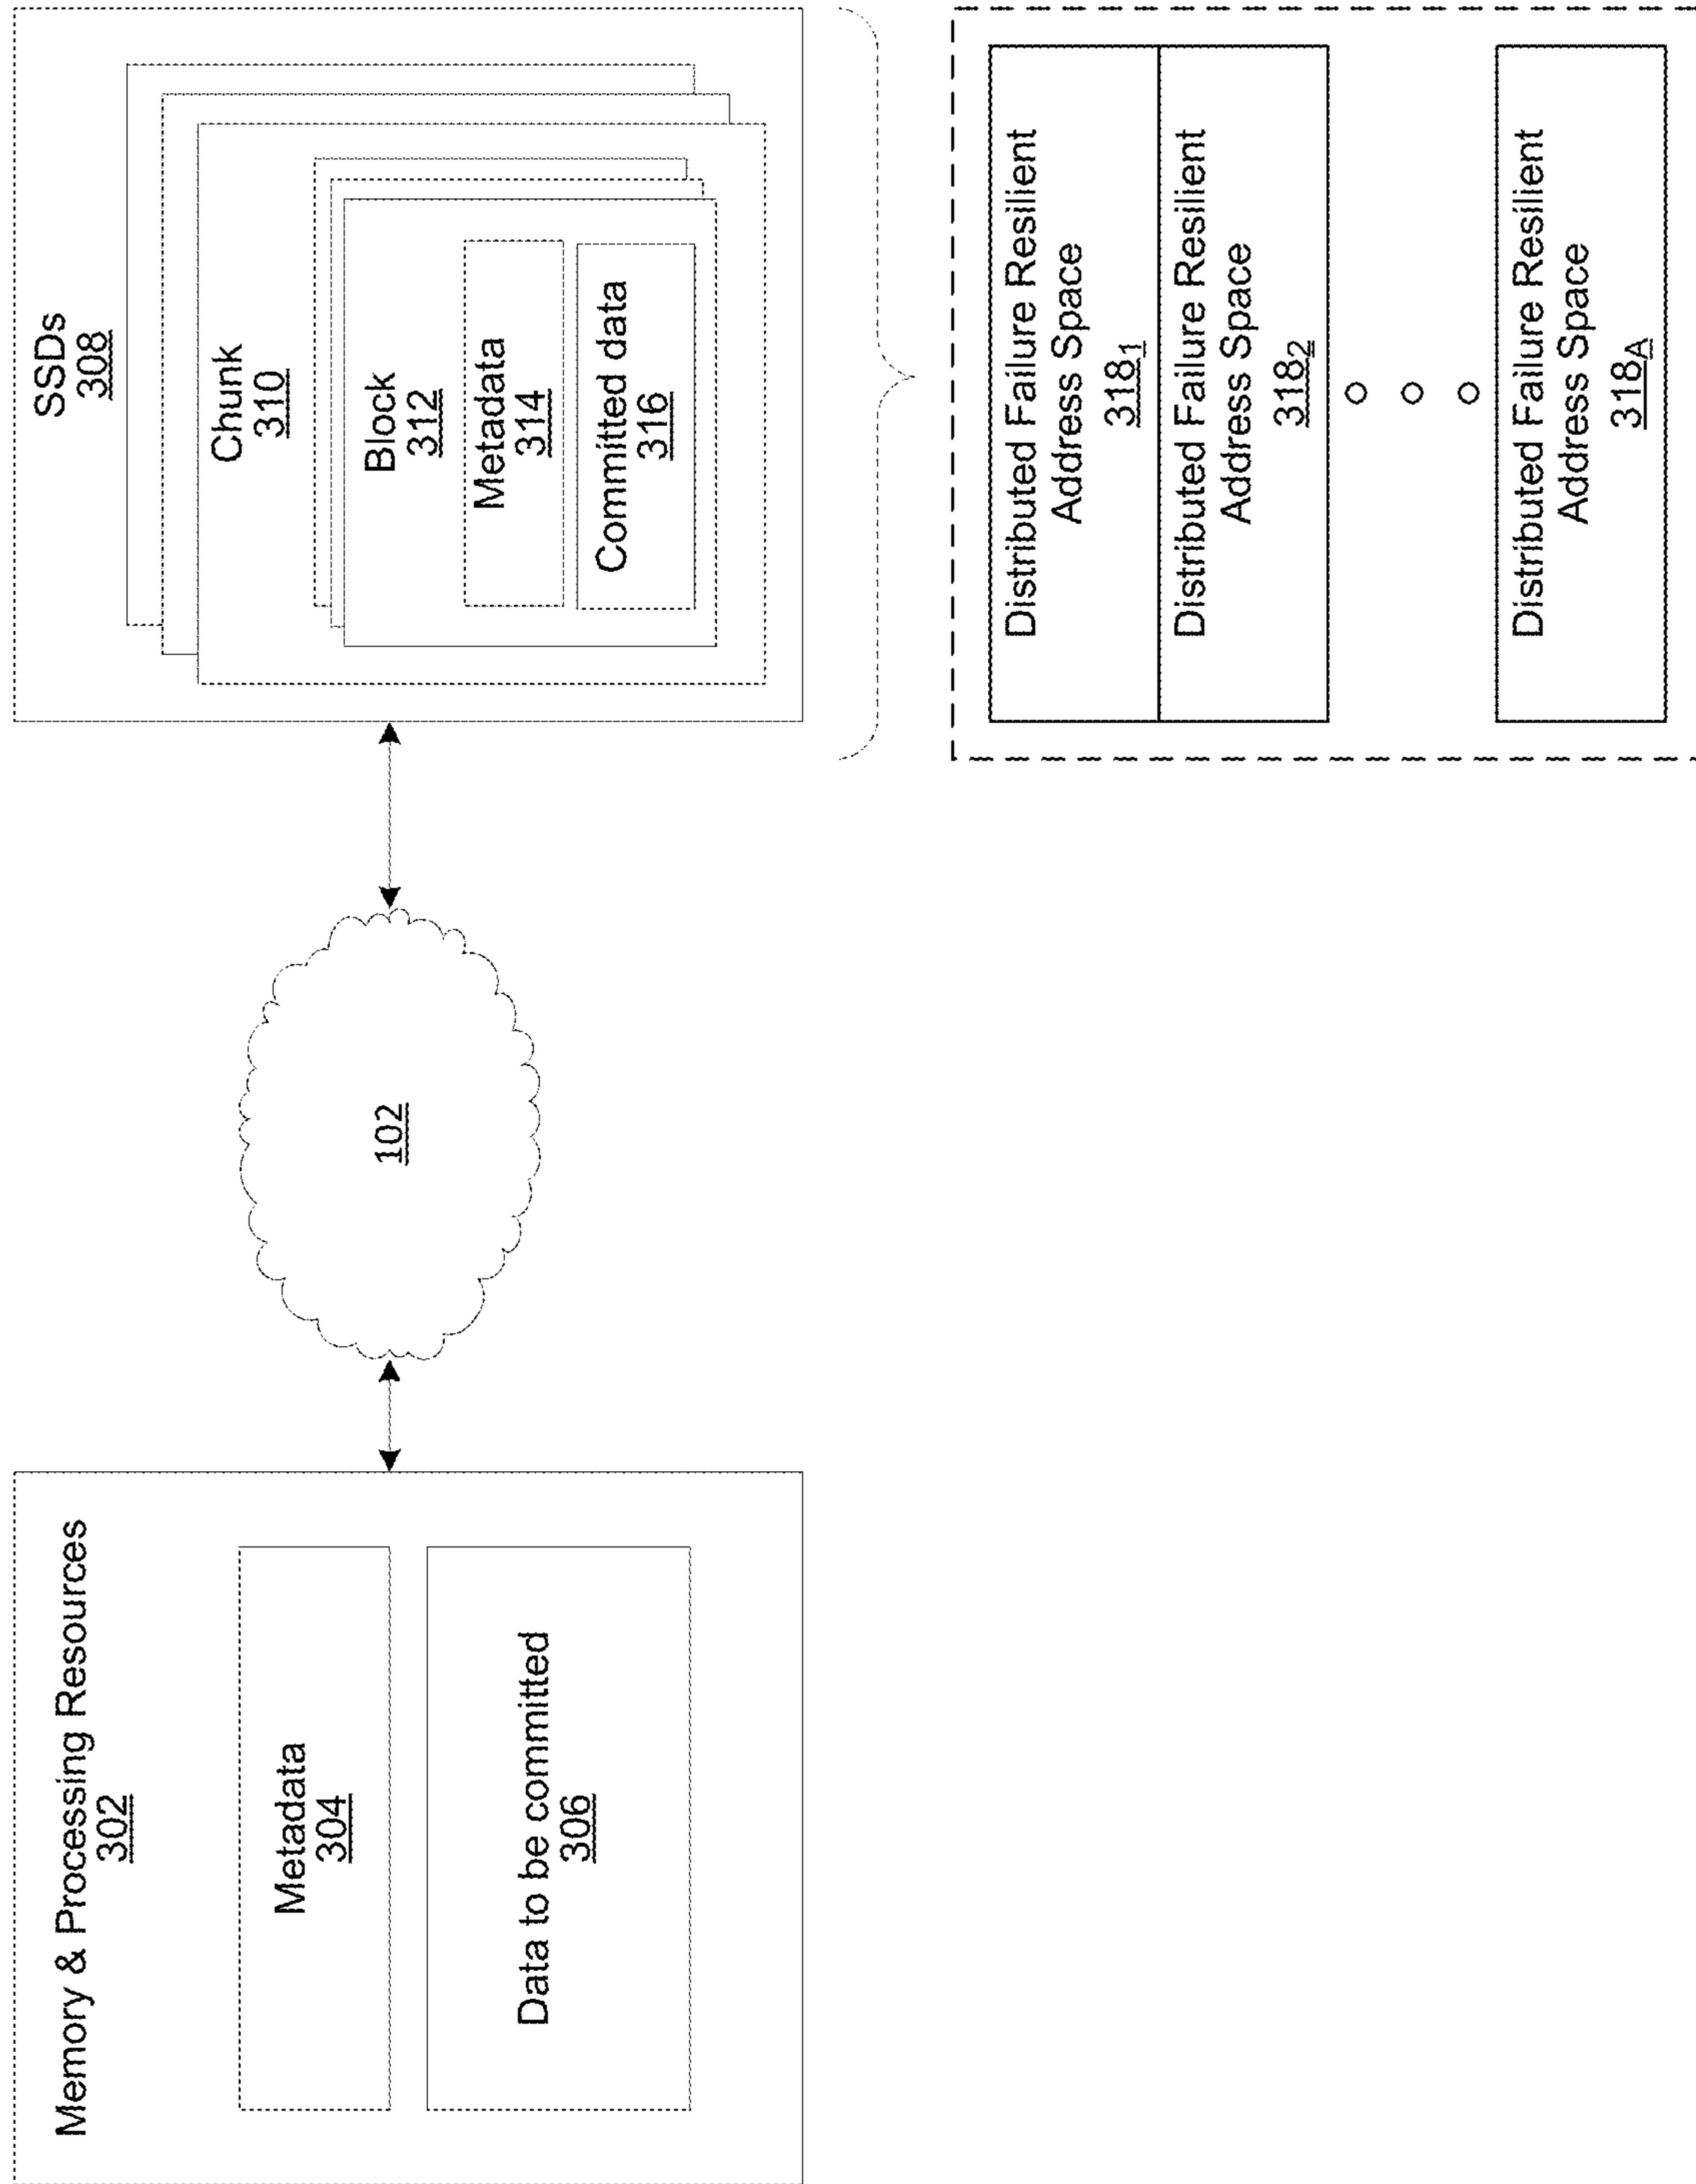 Memory & Processing Resources
302
Metadata
304
Data to be committed
306
102
SSDs
308
Chunk
310
Block
312
Metadata
314
Committed data
316
Distributed Failure Resilient
Address Space
318₁
Distributed Failure Resilient
Address Space
318₂
Distributed Failure Resilient
Address Space
318A